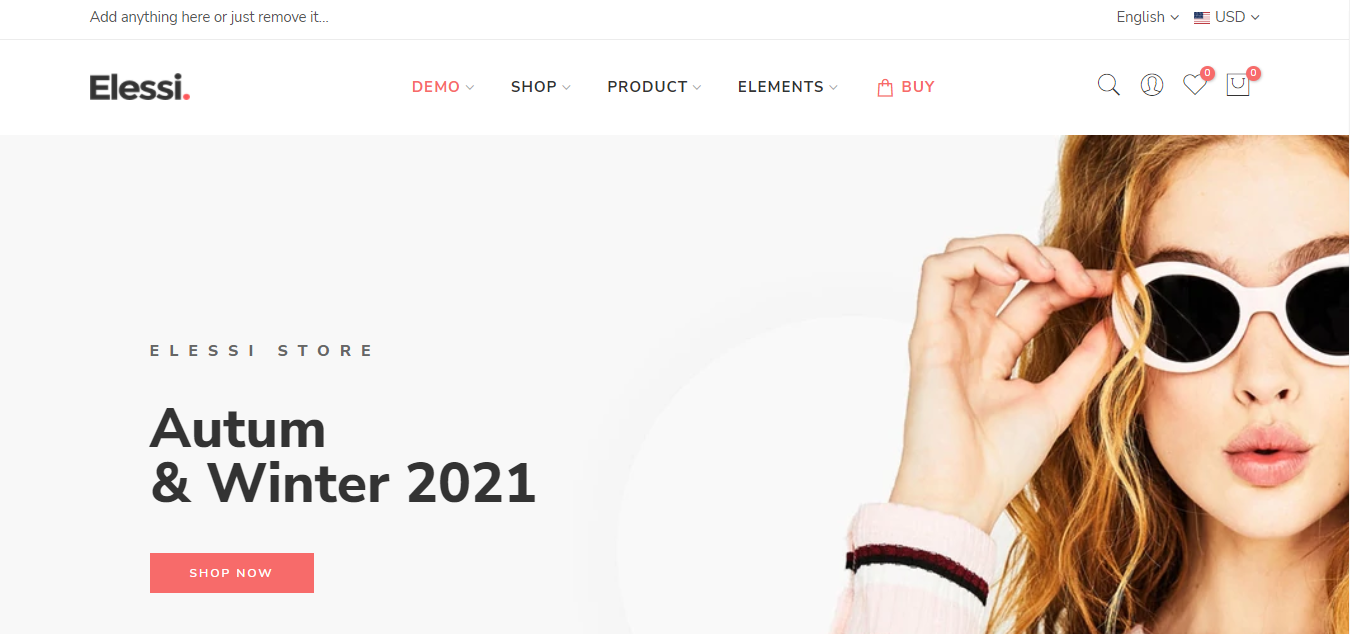 Add anything here or just remove it...
English USD
Elessi.
DEMO SHOP PRODUCT ELEMENTS BUY
0 0
ELESSI STORE
Autum
& Winter 2021
SHOP NOW